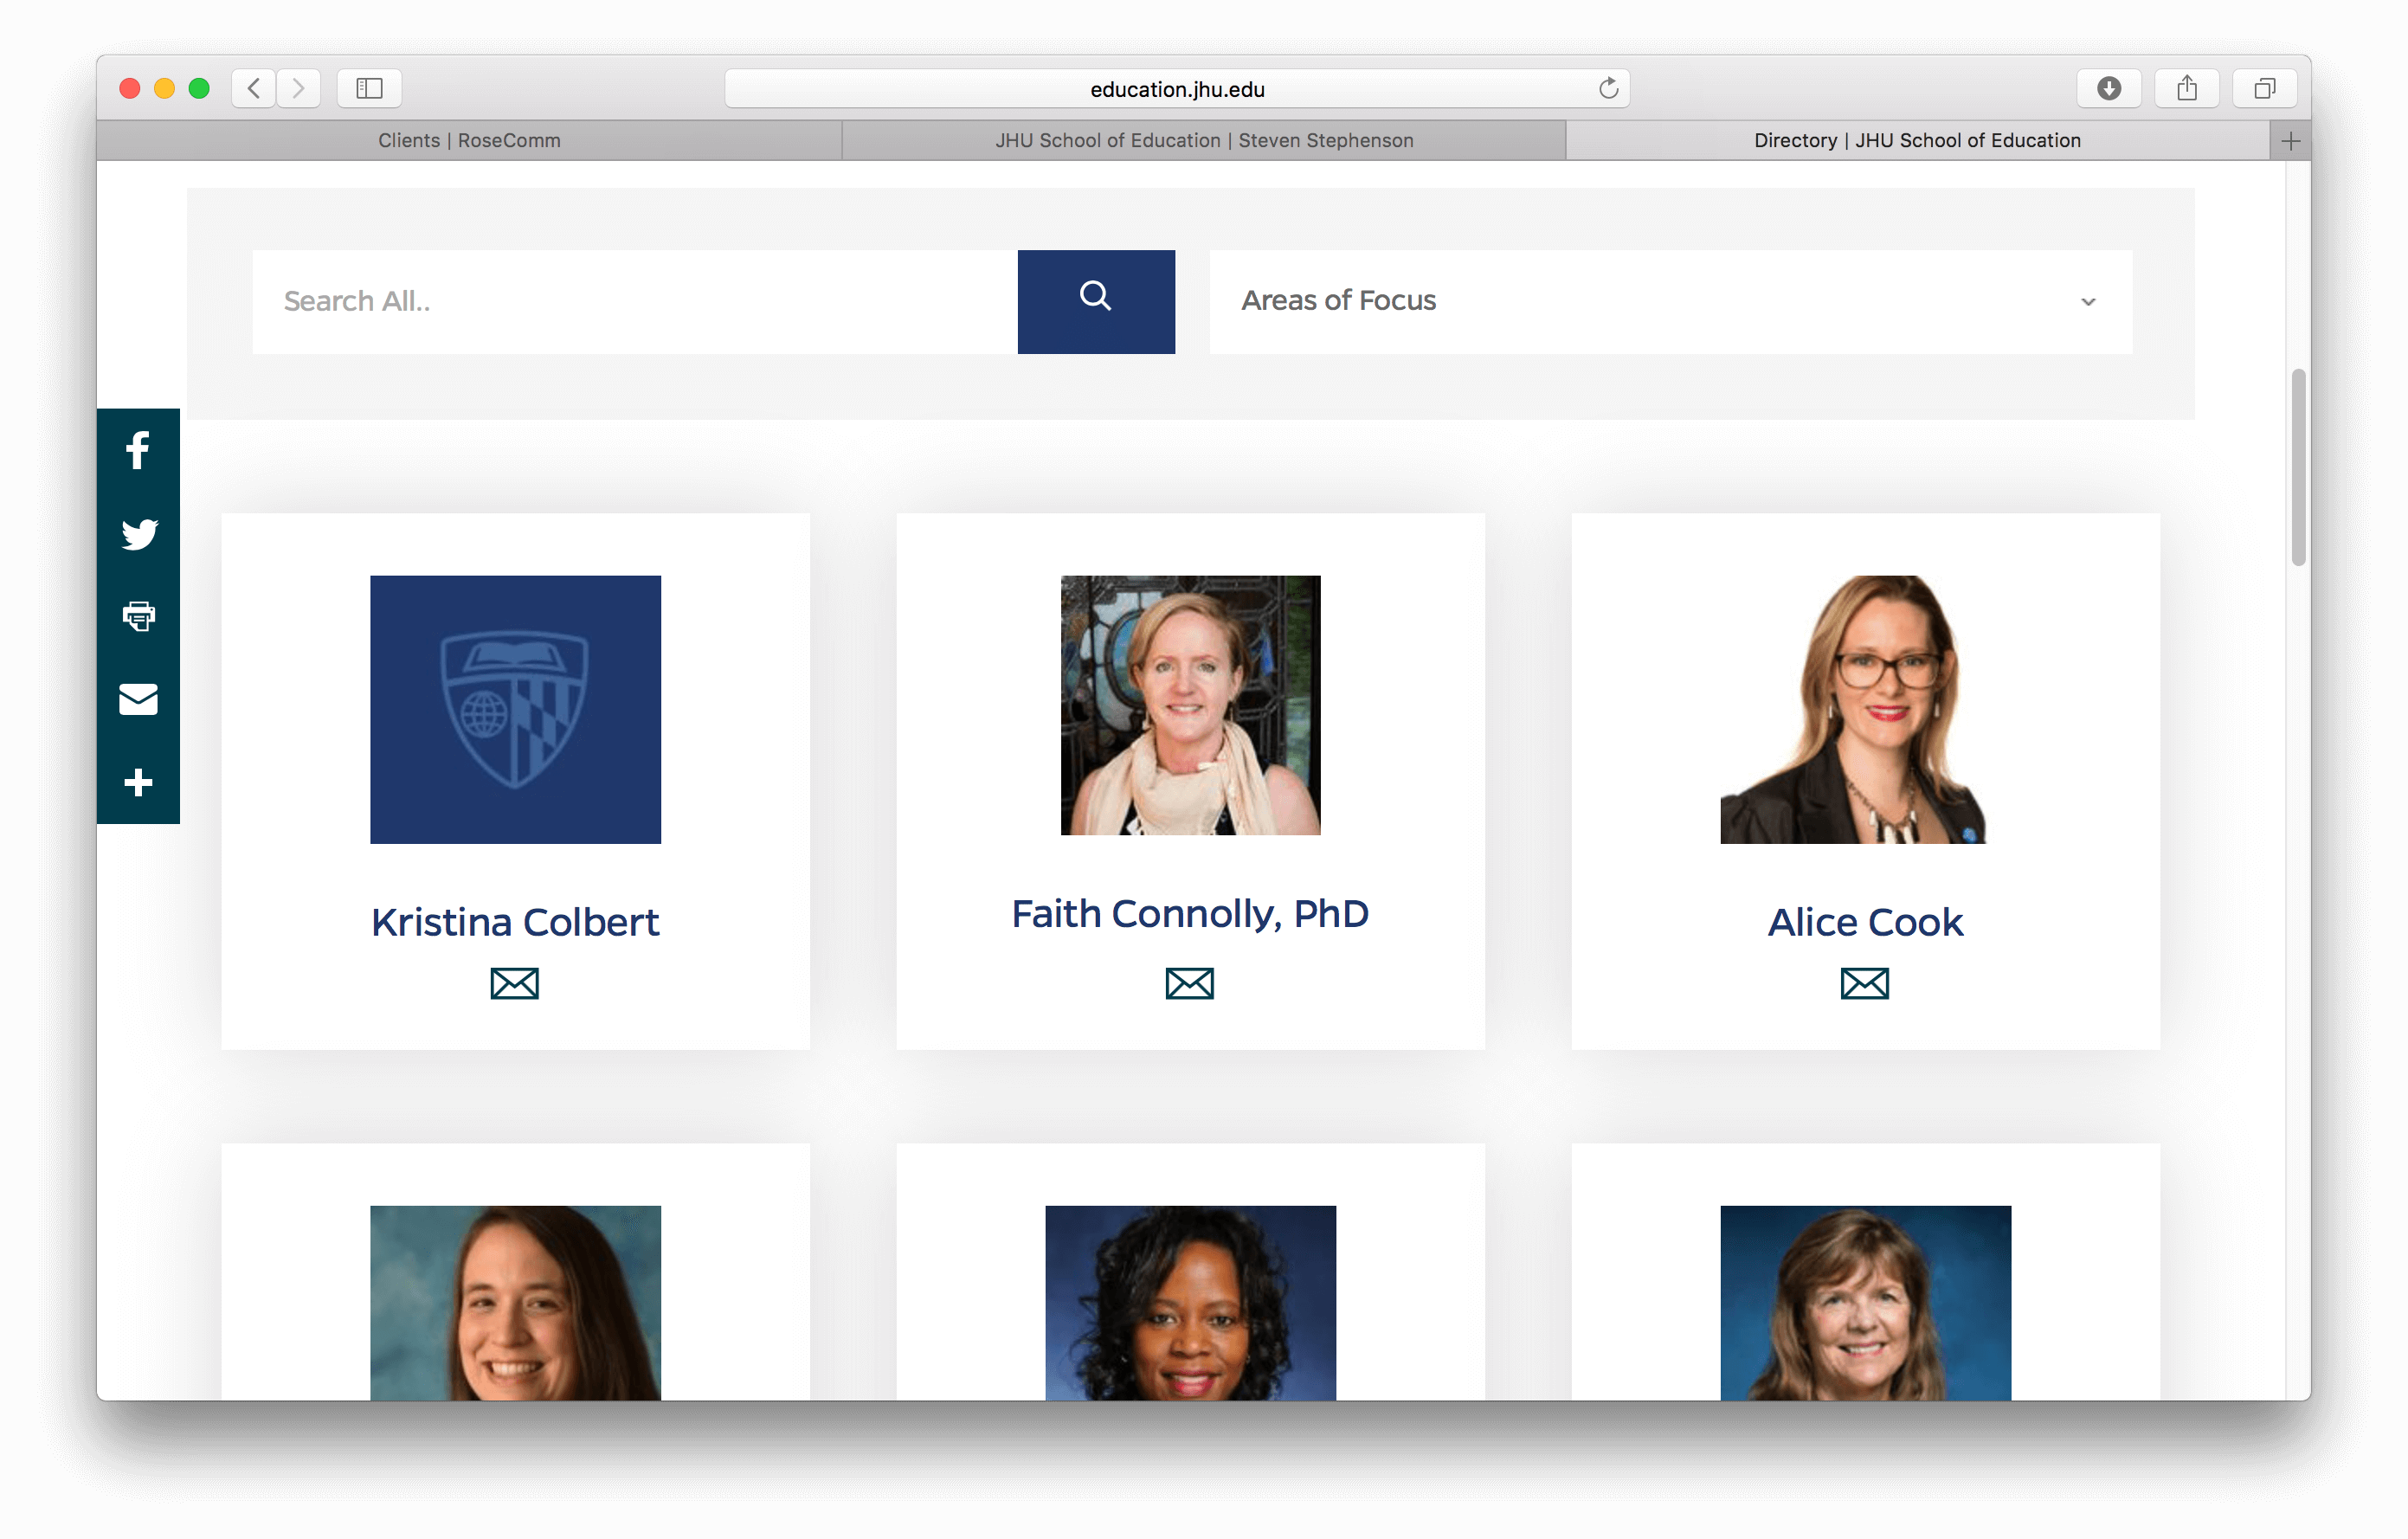 education.jhu.edu
Clients | RoseComm
JHU School of Education | Steven Stephenson
Directory | JHU School of Education
Search All..
Areas of Focus
Kristina Colbert
Faith Connolly, PhD
Alice Cook